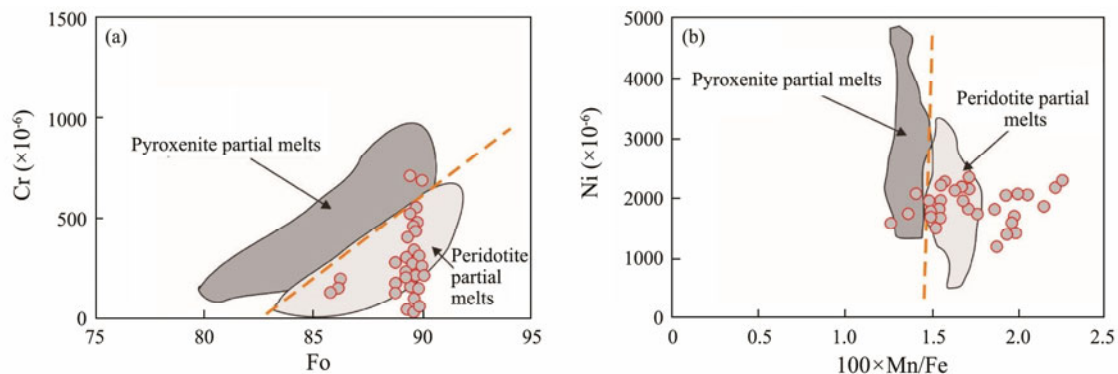 (a)
1500
1000
500
0
Cr (×10⁻⁶)
75
80
85
90
95
Fo
Pyroxenite partial melts
Peridotite
partial
melts
(b)
5000
4000
3000
2000
1000
0
Ni (×10⁻⁶)
0
0.5
1.0
1.5
2.0
2.5
100×Mn/Fe
Pyroxenite partial melts
Peridotite partial
melts